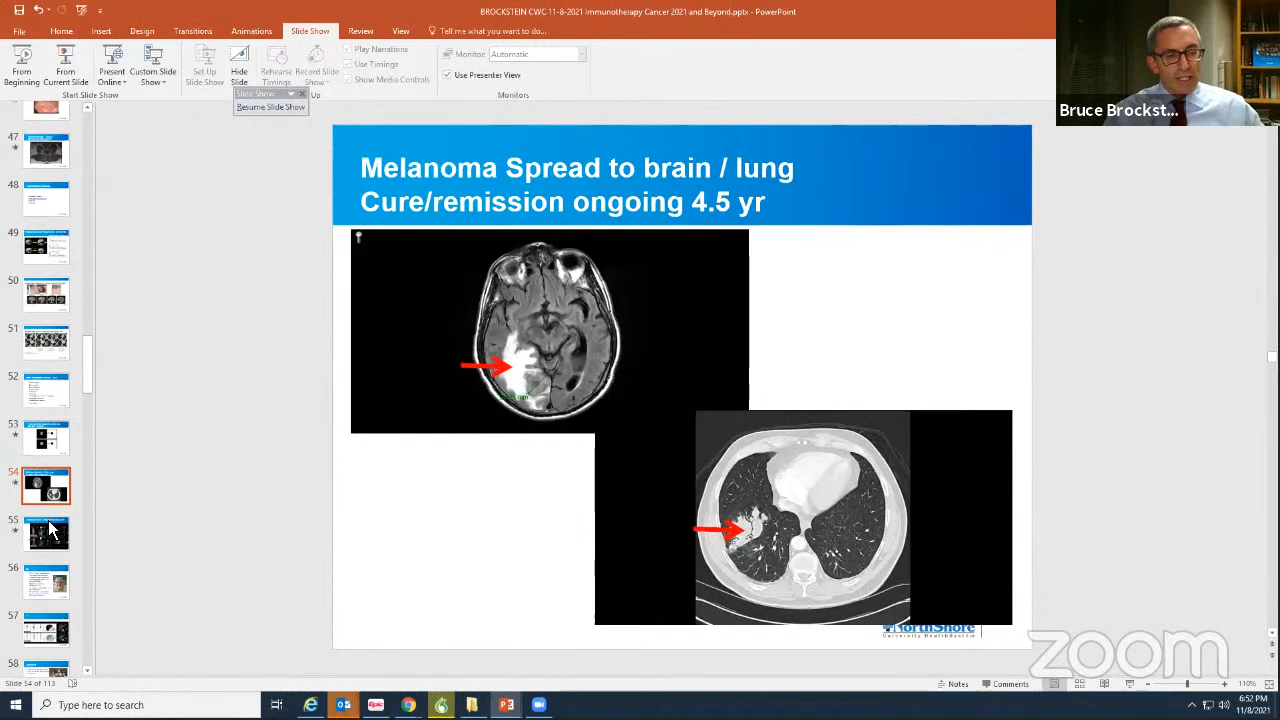 BROCKSTEIN CWC 11-8-2021 Immunotherapy Cancer 2021 and Beyond.pptx - PowerPoint
File Home Insert Design Transitions Animations Slide Show Review View Tell me what you want to do...
From Beginning
From Current Slide
Present Online
Custom Slide Show
Set Up Slide Show
Hide Slide
Rehearse Timings
Record Slide Show
Play Narrations
Use Timings
Show Media Controls
Monitor: Automatic
Use Presenter View
Start Slide Show
Up
Monitors
Slide Show
Resume Slide Show
Bruce Brockst...
47
48
49
50
51
52
53
54
55
56
57
58
Melanoma Spread to brain / lung
Cure/remission ongoing 4.5 yr
NorthShore
University HealthSystem
zoom
Slide 54 of 113
Notes
Comments
110%
Type here to search
Epic
6:52 PM
11/8/2021